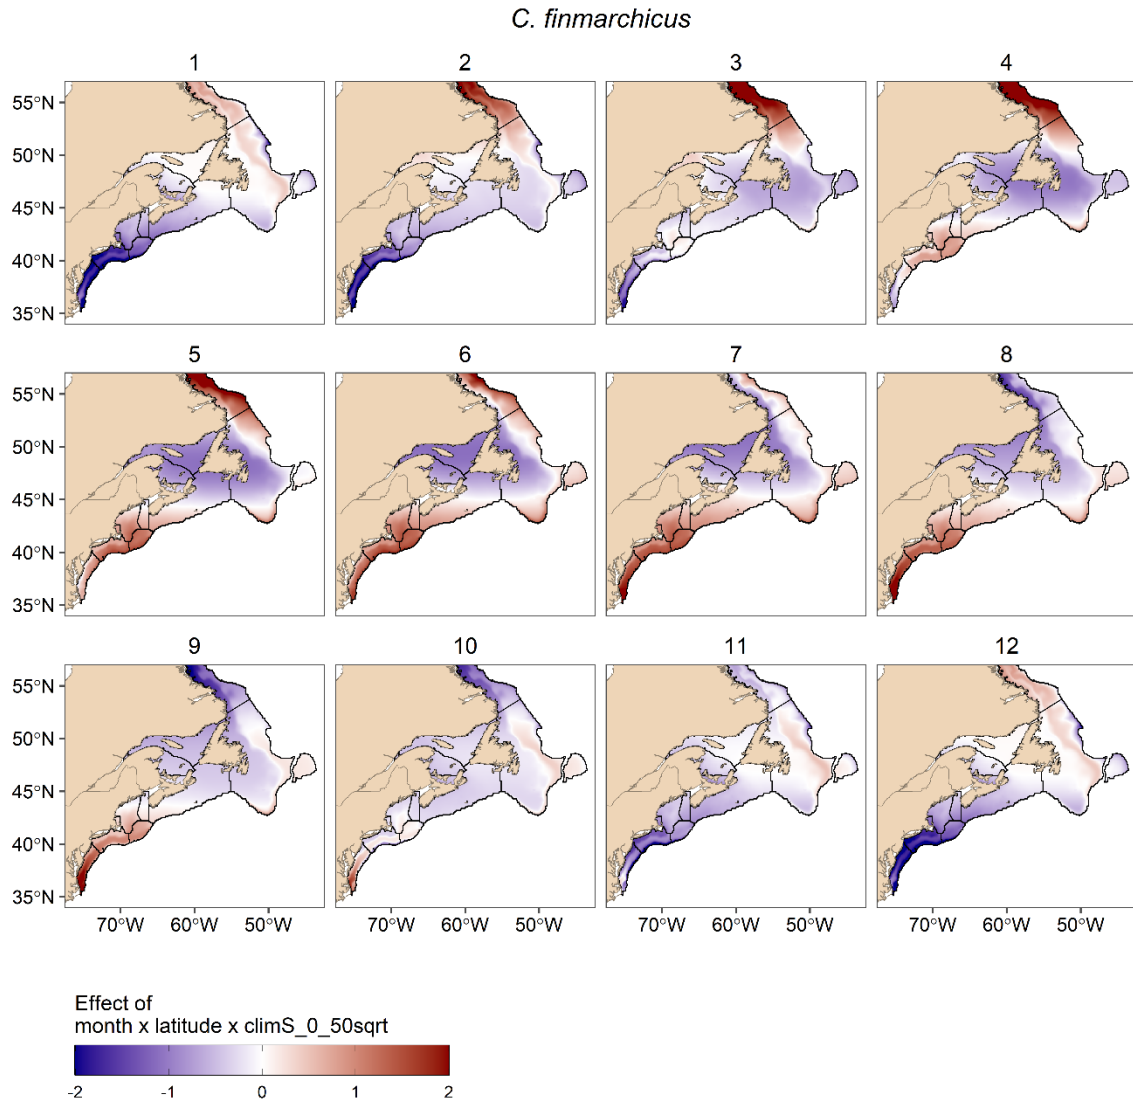 C. finmarchicus
1 2 3 4
55°N
50°N
45°N
40°N
35°N
5 6 7 8
55°N
50°N
45°N
40°N
35°N
9 10 11 12
55°N
50°N
45°N
40°N
35°N
70°W 60°W 50°W 70°W 60°W 50°W 70°W 60°W 50°W 70°W 60°W 50°W
Effect of
month x latitude x climS_0_50sqrt
-2 -1 0 1 2